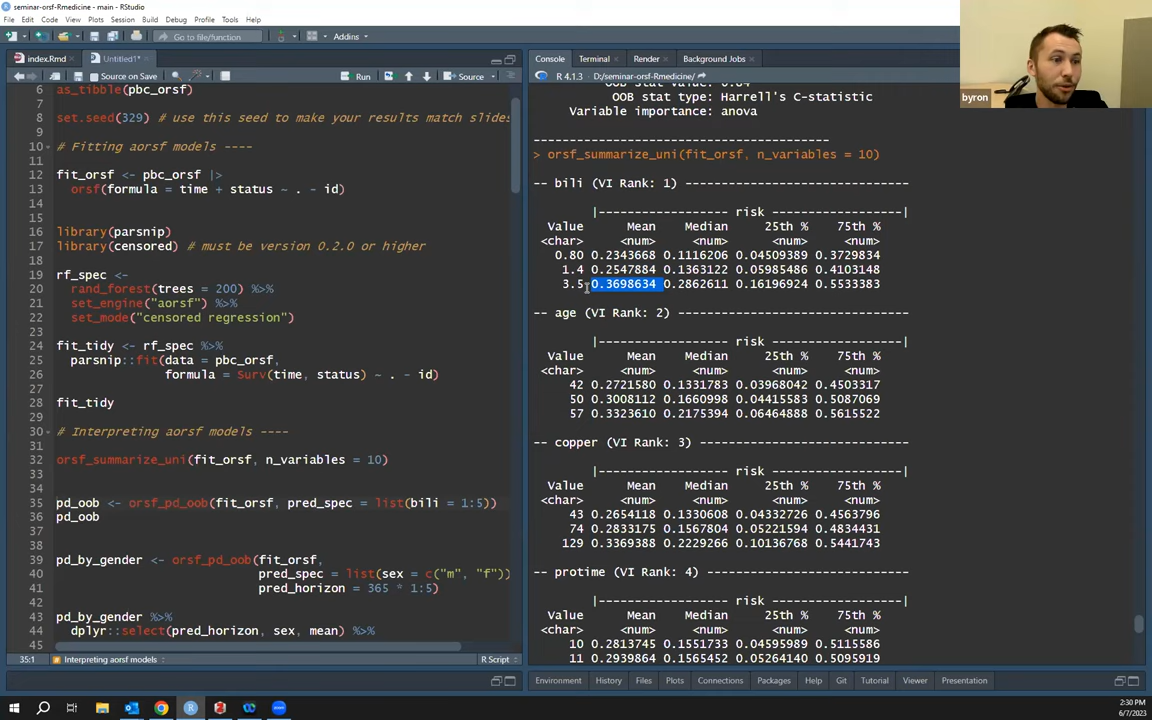 seminar-orsf-Rmedicine - main - RStudio
File Edit Code View Plots Session Build Debug Profile Tools Help
Go to file/function Addins
index.Rmd Untitled1*
Source on Save Run Source
6 as_tibble(pbc_orsf)
7
8 set.seed(329) # use this seed to make your results match slides
9
10 # Fitting aorsf models ----
11
12 fit_orsf <- pbc_orsf |>
13 orsf(formula = time + status ~ . - id)
14
15
16 library(parsnip)
17 library(censored) # must be version 0.2.0 or higher
18
19 rf_spec <-
20 rand_forest(trees = 200) %>%
21 set_engine("aorsf") %>%
22 set_mode("censored regression")
23
24 fit_tidy <- rf_spec %>%
25 parsnip::fit(data = pbc_orsf,
26 formula = Surv(time, status) ~ . - id)
27
28 fit_tidy
29
30 # Interpreting aorsf models ----
31
32 orsf_summarize_uni(fit_orsf, n_variables = 10)
33
34
35 pd_oob <- orsf_pd_oob(fit_orsf, pred_spec = list(bili = 1:5))
36 pd_oob
37
38
39 pd_by_gender <- orsf_pd_oob(fit_orsf,
40 pred_spec = list(sex = c("m", "f"))
41 pred_horizon = 365 * 1:5)
42
43 pd_by_gender %>%
44 dplyr::select(pred_horizon, sex, mean) %>%
45
35:1 Interpreting aorsf models R Script
Console Terminal Render Background Jobs
R 4.1.3 D:/seminar-orsf-Rmedicine/
OOB stat type: Harrell's C-statistic
Variable importance: anova
-----------------------------------------
> orsf_summarize_uni(fit_orsf, n_variables = 10)
-- bili (VI Rank: 1) --------------------------------
|------------------ risk ------------------|
Value Mean Median 25th % 75th %
<char> <num> <num> <num> <num>
0.80 0.2343668 0.1116206 0.04509389 0.3729834
1.4 0.2547884 0.1363122 0.05985486 0.4103148
3.5 0.3698634 0.2862611 0.16196924 0.5533383
-- age (VI Rank: 2) ---------------------------------
|------------------ risk ------------------|
Value Mean Median 25th % 75th %
<char> <num> <num> <num> <num>
42 0.2721580 0.1331783 0.03968042 0.4503317
50 0.3008112 0.1660998 0.04415583 0.5087069
57 0.3323610 0.2175394 0.06464888 0.5615522
-- copper (VI Rank: 3) ------------------------------
|------------------ risk ------------------|
Value Mean Median 25th % 75th %
<char> <num> <num> <num> <num>
43 0.2654118 0.1330608 0.04332726 0.4563796
74 0.2833175 0.1567804 0.05221594 0.4834431
129 0.3369388 0.2229266 0.10136768 0.5441743
-- protime (VI Rank: 4) -----------------------------
|------------------ risk ------------------|
Value Mean Median 25th % 75th %
<char> <num> <num> <num> <num>
10 0.2813745 0.1551733 0.04595989 0.5115586
11 0.2939864 0.1565452 0.05264140 0.5095919
Environment History Files Plots Connections Packages Help Git Tutorial Viewer Presentation
byron
2:30 PM
6/7/2023